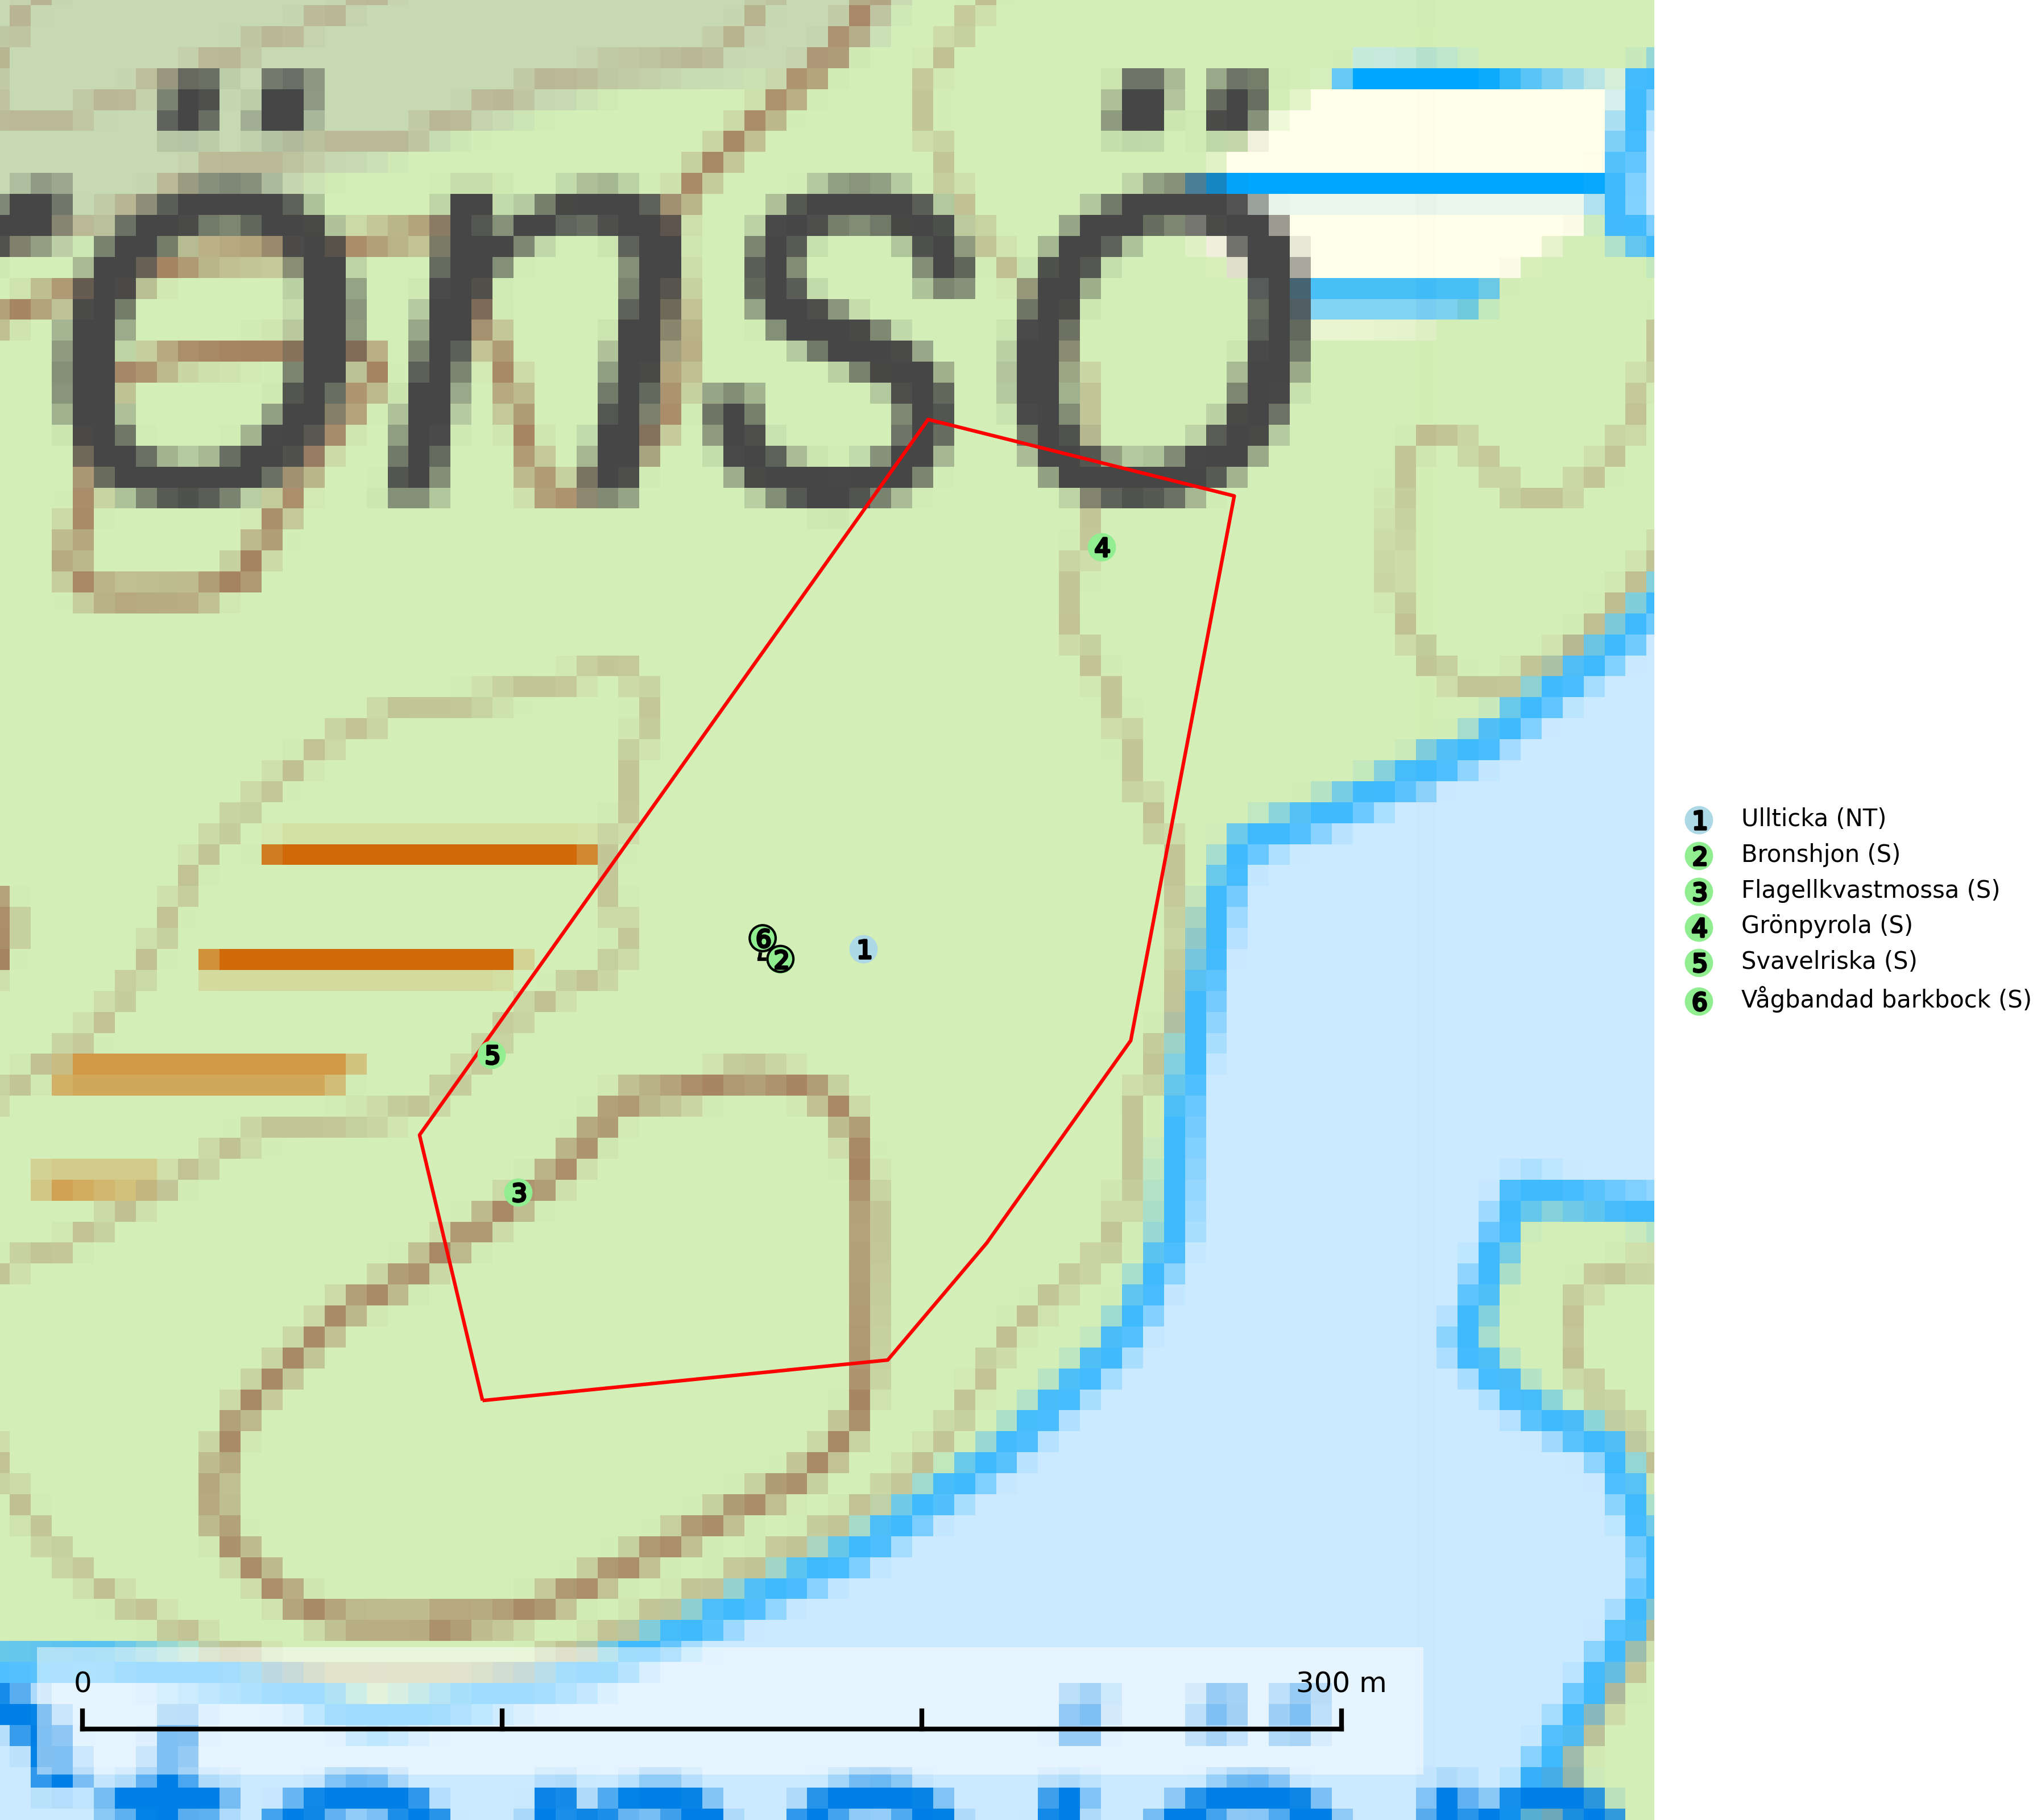 ensö
4
6
2
1
5
3
1 Ullticka (NT)
2 Bronshjon (S)
3 Flagellkvastmossa (S)
4 Grönpyrola (S)
5 Svavelriska (S)
6 Vågbandad barkbock (S)
0 300 m